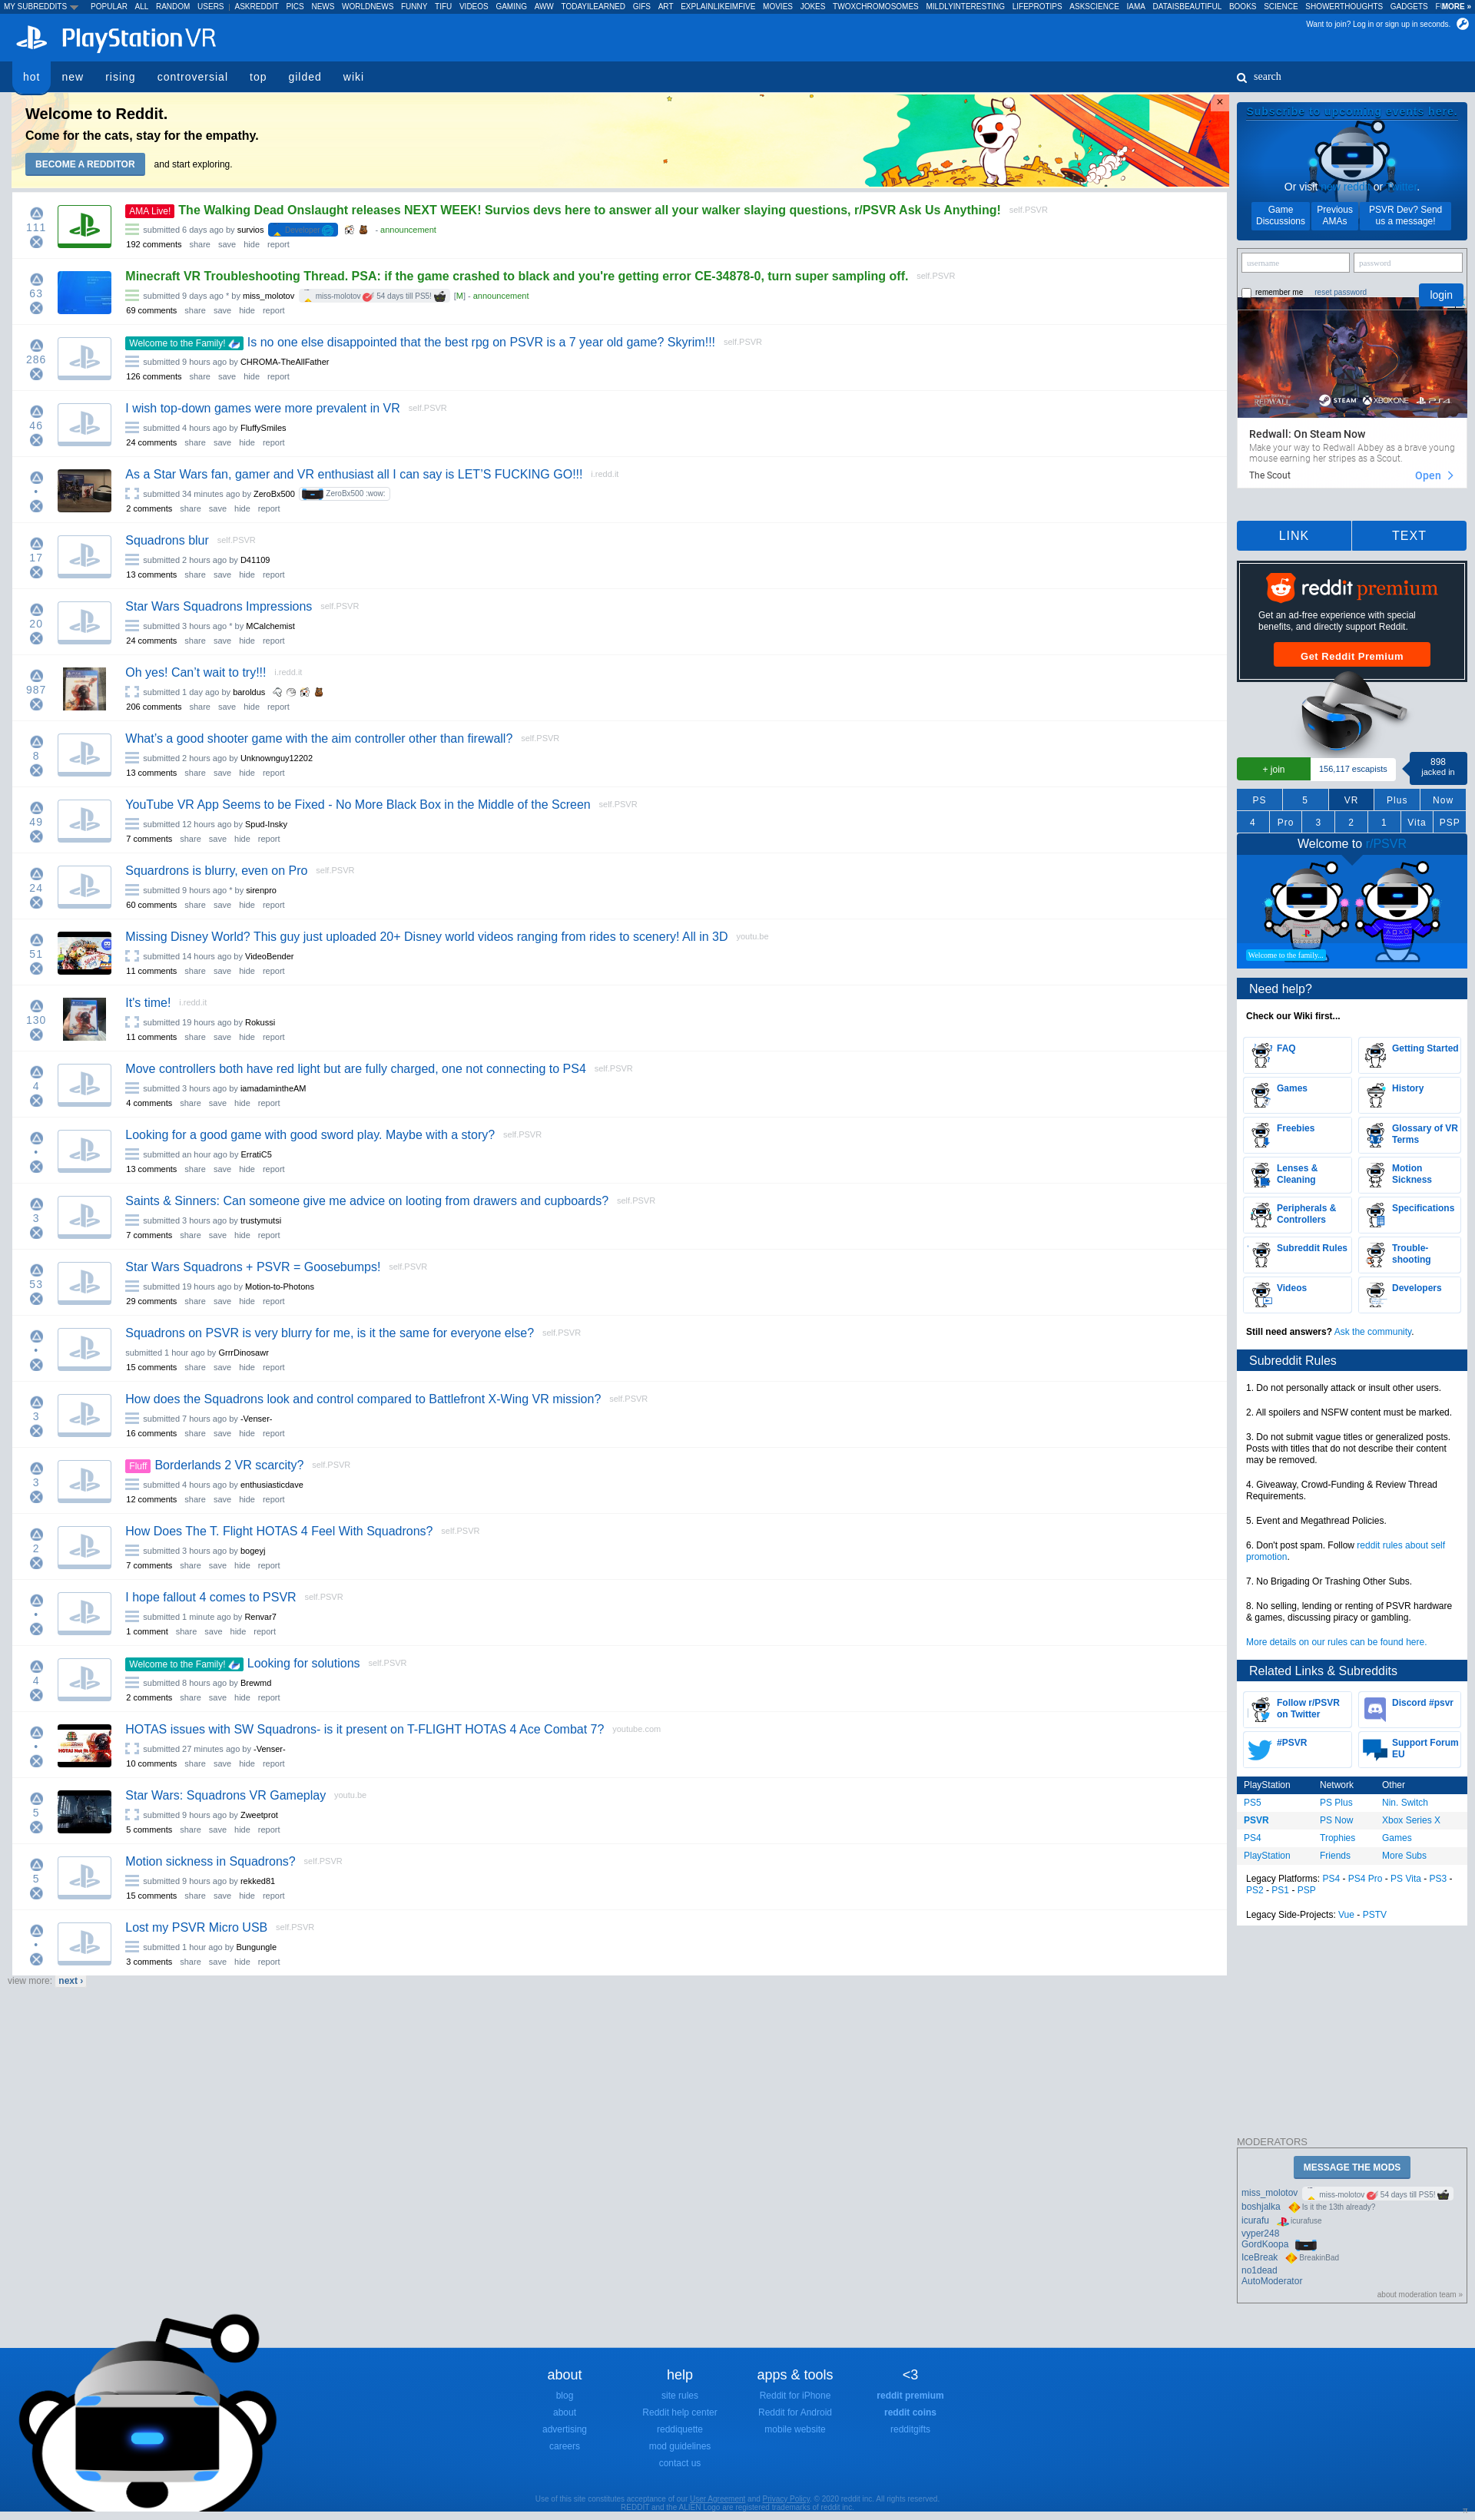 MY SUBREDDITS POPULAR ALL RANDOM USERS | ASKREDDIT PICS NEWS WORLDNEWS FUNNY TIFU VIDEOS GAMING AWW TODAYILEARNED GIFS ART EXPLAINLIKEIMFIVE MOVIES JOKES TWOXCHROMOSOMES MILDLYINTERESTING LIFEPROTIPS ASKSCIENCE IAMA DATAISBEAUTIFUL BOOKS SCIENCE SHOWERTHOUGHTS GADGETS MORE »
PlayStation VR
Want to join? Log in or sign up in seconds.
hot new rising controversial top gilded wiki
search
Welcome to Reddit.
Come for the cats, stay for the empathy.
BECOME A REDDITOR and start exploring.
×
111
AMA Live! The Walking Dead Onslaught releases NEXT WEEK! Survios devs here to answer all your walker slaying questions, r/PSVR Ask Us Anything! self.PSVR
submitted 6 days ago by survios Developer - announcement
192 comments share save hide report
63
Minecraft VR Troubleshooting Thread. PSA: if the game crashed to black and you're getting error CE-34878-0, turn super sampling off. self.PSVR
submitted 9 days ago * by miss_molotov miss-molotov 54 days till PS5! [M] - announcement
69 comments share save hide report
286
Welcome to the Family! Is no one else disappointed that the best rpg on PSVR is a 7 year old game? Skyrim!!! self.PSVR
submitted 9 hours ago by CHROMA-TheAllFather
126 comments share save hide report
46
I wish top-down games were more prevalent in VR self.PSVR
submitted 4 hours ago by FluffySmiles
24 comments share save hide report
•
As a Star Wars fan, gamer and VR enthusiast all I can say is LET'S FUCKING GO!!! i.redd.it
submitted 34 minutes ago by ZeroBx500 ZeroBx500 :wow:
2 comments share save hide report
17
Squadrons blur self.PSVR
submitted 2 hours ago by D41109
13 comments share save hide report
20
Star Wars Squadrons Impressions self.PSVR
submitted 3 hours ago * by MCalchemist
24 comments share save hide report
987
Oh yes! Can't wait to try!!! i.redd.it
submitted 1 day ago by baroldus
206 comments share save hide report
8
What's a good shooter game with the aim controller other than firewall? self.PSVR
submitted 2 hours ago by Unknownguy12202
13 comments share save hide report
49
YouTube VR App Seems to be Fixed - No More Black Box in the Middle of the Screen self.PSVR
submitted 12 hours ago by Spud-Insky
7 comments share save hide report
24
Squardrons is blurry, even on Pro self.PSVR
submitted 9 hours ago * by sirenpro
60 comments share save hide report
51
Missing Disney World? This guy just uploaded 20+ Disney world videos ranging from rides to scenery! All in 3D youtu.be
submitted 14 hours ago by VideoBender
11 comments share save hide report
130
It's time! i.redd.it
submitted 19 hours ago by Rokussi
11 comments share save hide report
4
Move controllers both have red light but are fully charged, one not connecting to PS4 self.PSVR
submitted 3 hours ago by iamadamintheAM
4 comments share save hide report
•
Looking for a good game with good sword play. Maybe with a story? self.PSVR
submitted an hour ago by ErratiC5
13 comments share save hide report
3
Saints & Sinners: Can someone give me advice on looting from drawers and cupboards? self.PSVR
submitted 3 hours ago by trustymutsi
7 comments share save hide report
53
Star Wars Squadrons + PSVR = Goosebumps! self.PSVR
submitted 19 hours ago by Motion-to-Photons
29 comments share save hide report
•
Squadrons on PSVR is very blurry for me, is it the same for everyone else? self.PSVR
submitted 1 hour ago by GrrrDinosawr
15 comments share save hide report
3
How does the Squadrons look and control compared to Battlefront X-Wing VR mission? self.PSVR
submitted 7 hours ago by -Venser-
16 comments share save hide report
3
Fluff Borderlands 2 VR scarcity? self.PSVR
submitted 4 hours ago by enthusiasticdave
12 comments share save hide report
2
How Does The T. Flight HOTAS 4 Feel With Squadrons? self.PSVR
submitted 3 hours ago by bogeyj
7 comments share save hide report
•
I hope fallout 4 comes to PSVR self.PSVR
submitted 1 minute ago by Renvar7
1 comment share save hide report
4
Welcome to the Family! Looking for solutions self.PSVR
submitted 8 hours ago by Brewmd
2 comments share save hide report
•
HOTAS issues with SW Squadrons- is it present on T-FLIGHT HOTAS 4 Ace Combat 7? youtube.com
submitted 27 minutes ago by -Venser-
10 comments share save hide report
5
Star Wars: Squadrons VR Gameplay youtu.be
submitted 9 hours ago by Zweetprot
5 comments share save hide report
5
Motion sickness in Squadrons? self.PSVR
submitted 9 hours ago by rekked81
15 comments share save hide report
•
Lost my PSVR Micro USB self.PSVR
submitted 1 hour ago by Bungungle
3 comments share save hide report
view more: next ›
Subscribe to upcoming events here.
Or visit new reddit or Twitter.
Game Discussions
Previous AMAs
PSVR Dev? Send us a message!
username password
remember me reset password login
REDWALL STEAM XBOX ONE PS4
Redwall: On Steam Now
Make your way to Redwall Abbey as a brave young
mouse earning her stripes as a Scout.
The Scout Open
LINK TEXT
reddit premium
Get an ad-free experience with special
benefits, and directly support Reddit.
Get Reddit Premium
+ join 156,117 escapists
898
jacked in
PS 5 VR Plus Now
4 Pro 3 2 1 Vita PSP
Welcome to r/PSVR
Welcome to the family...
Need help?
Check our Wiki first...
FAQ
Getting Started
Games
History
Freebies
Glossary of VR Terms
Lenses & Cleaning
Motion Sickness
Peripherals & Controllers
Specifications
Subreddit Rules
Trouble-shooting
Videos
Developers
Still need answers? Ask the community.
Subreddit Rules
1. Do not personally attack or insult other users.
2. All spoilers and NSFW content must be marked.
3. Do not submit vague titles or generalized posts.
Posts with titles that do not describe their content
may be removed.
4. Giveaway, Crowd-Funding & Review Thread
Requirements.
5. Event and Megathread Policies.
6. Don't post spam. Follow reddit rules about self
promotion.
7. No Brigading Or Trashing Other Subs.
8. No selling, lending or renting of PSVR hardware
& games, discussing piracy or gambling.
More details on our rules can be found here.
Related Links & Subreddits
Follow r/PSVR on Twitter
Discord #psvr
#PSVR
Support Forum EU
PlayStation Network Other
PS5 PS Plus Nin. Switch
PSVR PS Now Xbox Series X
PS4 Trophies Games
PlayStation Friends More Subs
Legacy Platforms: PS4 - PS4 Pro - PS Vita - PS3 -
PS2 - PS1 - PSP
Legacy Side-Projects: Vue - PSTV
MODERATORS
MESSAGE THE MODS
miss_molotov miss-molotov 54 days till PS5!
boshjalka Is it the 13th already?
icurafu icurafuse
vyper248
GordKoopa
IceBreak BreakinBad
no1dead
AutoModerator
about moderation team »
about
blog
about
advertising
careers
help
site rules
Reddit help center
reddiquette
mod guidelines
contact us
apps & tools
Reddit for iPhone
Reddit for Android
mobile website
<3
reddit premium
reddit coins
redditgifts
Use of this site constitutes acceptance of our User Agreement and Privacy Policy. © 2020 reddit inc. All rights reserved.
REDDIT and the ALIEN Logo are registered trademarks of reddit inc.